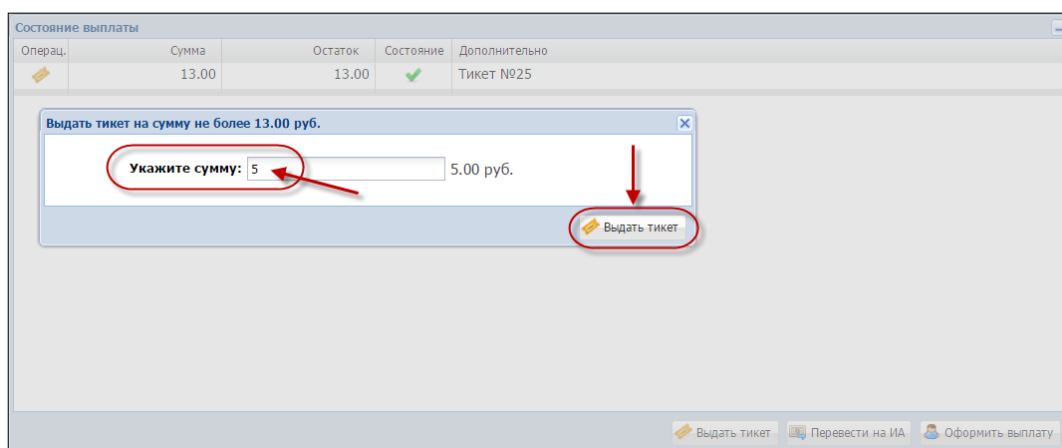 Состояние выплаты
Операц. Сумма Остаток Состояние Дополнительно
13.00 13.00 Тикет №25
Выдать тикет на сумму не более 13.00 руб.
Укажите сумму: 5 5.00 руб.
Выдать тикет
Выдать тикет Перевести на ИА Оформить выплату